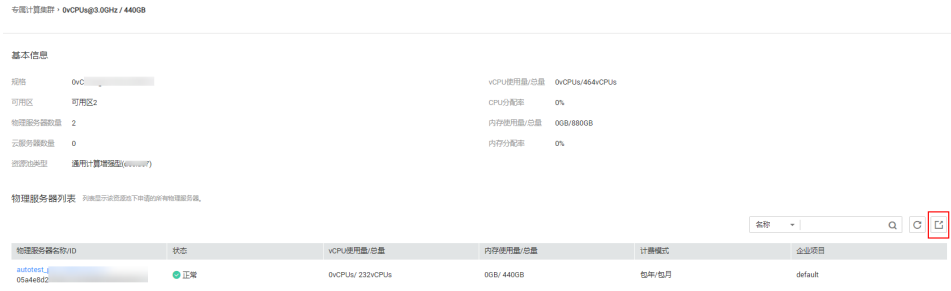 专属计算集群，0vCPUs@3.0GHz / 440GB
基本信息
规格 0vC
vCPU使用量/总量 0vCPUs/464vCPUs
可用区 可用区2
CPU分配率 0%
物理服务器数量 2
内存使用量/总量 0GB/880GB
云服务器数量 0
内存分配率 0%
资源池类型 通用计算增强型(
物理服务器列表 列表显示该资源池下申请的所有物理服务器。
名称
物理服务器名称/ID 状态 vCPU使用量/总量 内存使用量/总量 计费模式 企业项目
autotest_
05a4e8d2
正常 0vCPUs/ 232vCPUs 0GB/ 440GB 包年/包月 default